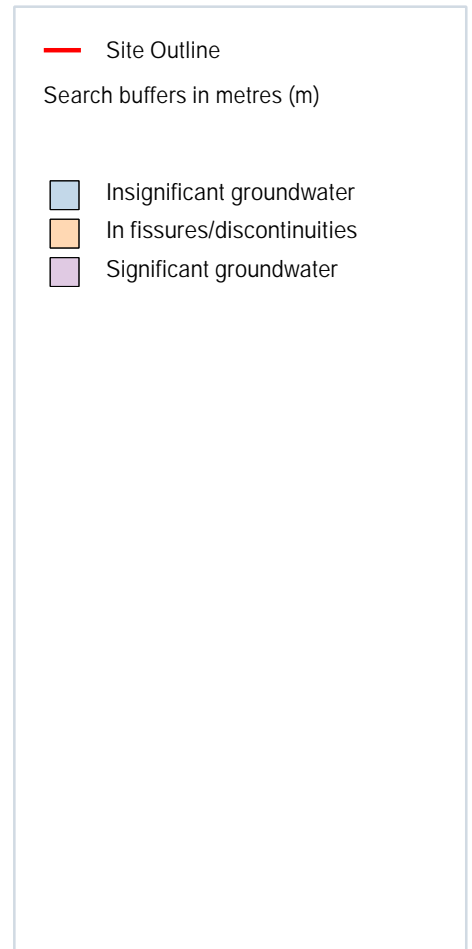 Site Outline
Search buffers in metres (m)
Insignificant groundwater
In fissures/discontinuities
Significant groundwater